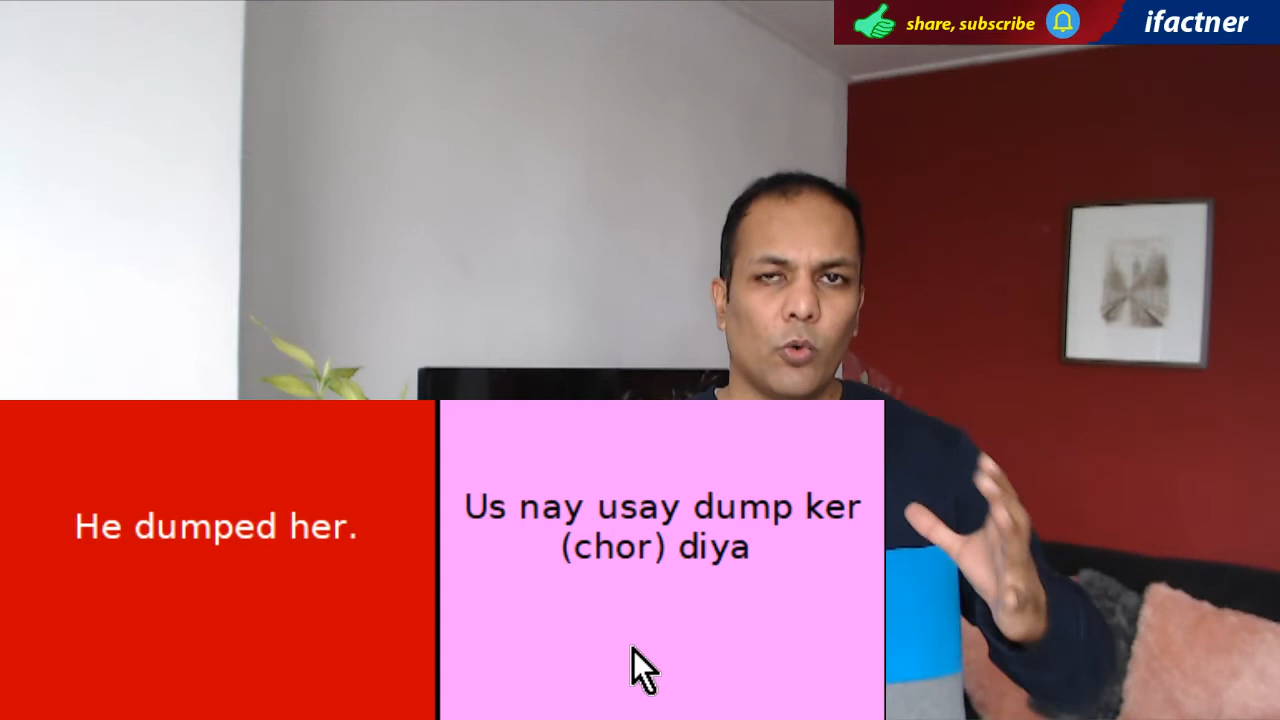 share, subscribe
ifactner
He dumped her.
Us nay usay dump ker
(chor) diya